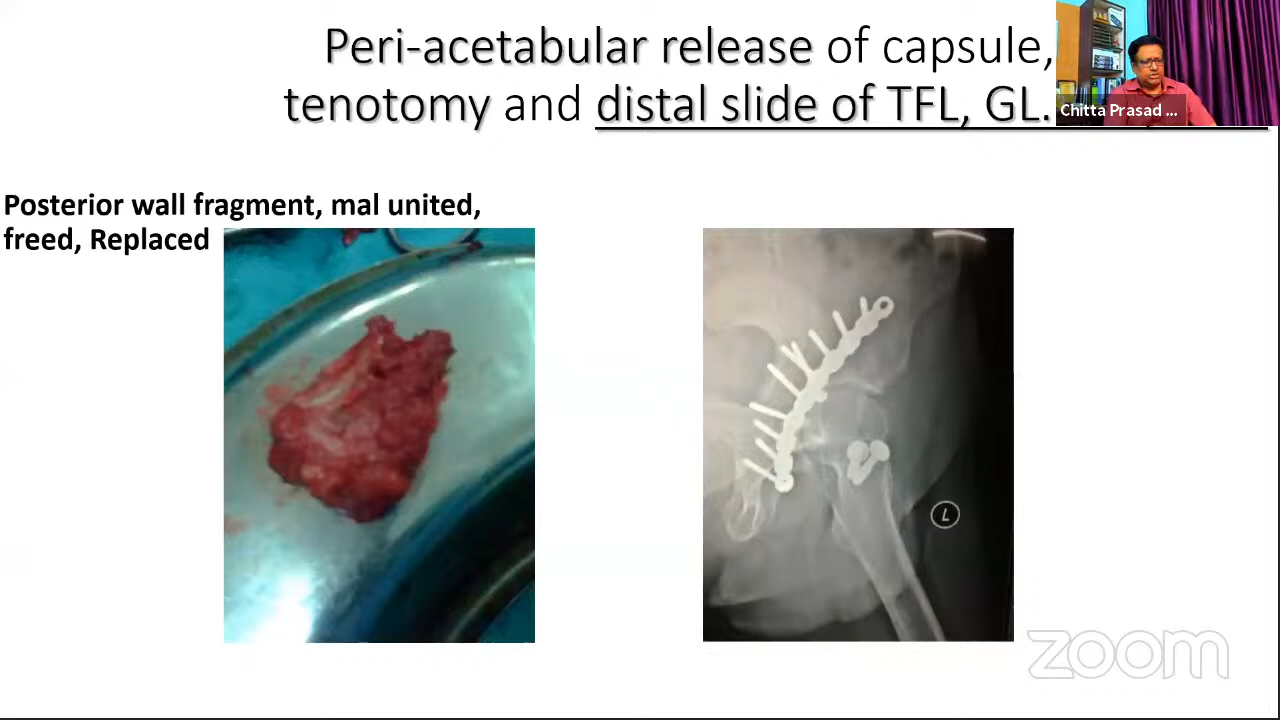 Peri-acetabular release of capsule,
tenotomy and distal slide of TFL, GL.
Chitta Prasad ...
Posterior wall fragment, mal united,
freed, Replaced
L
zoom